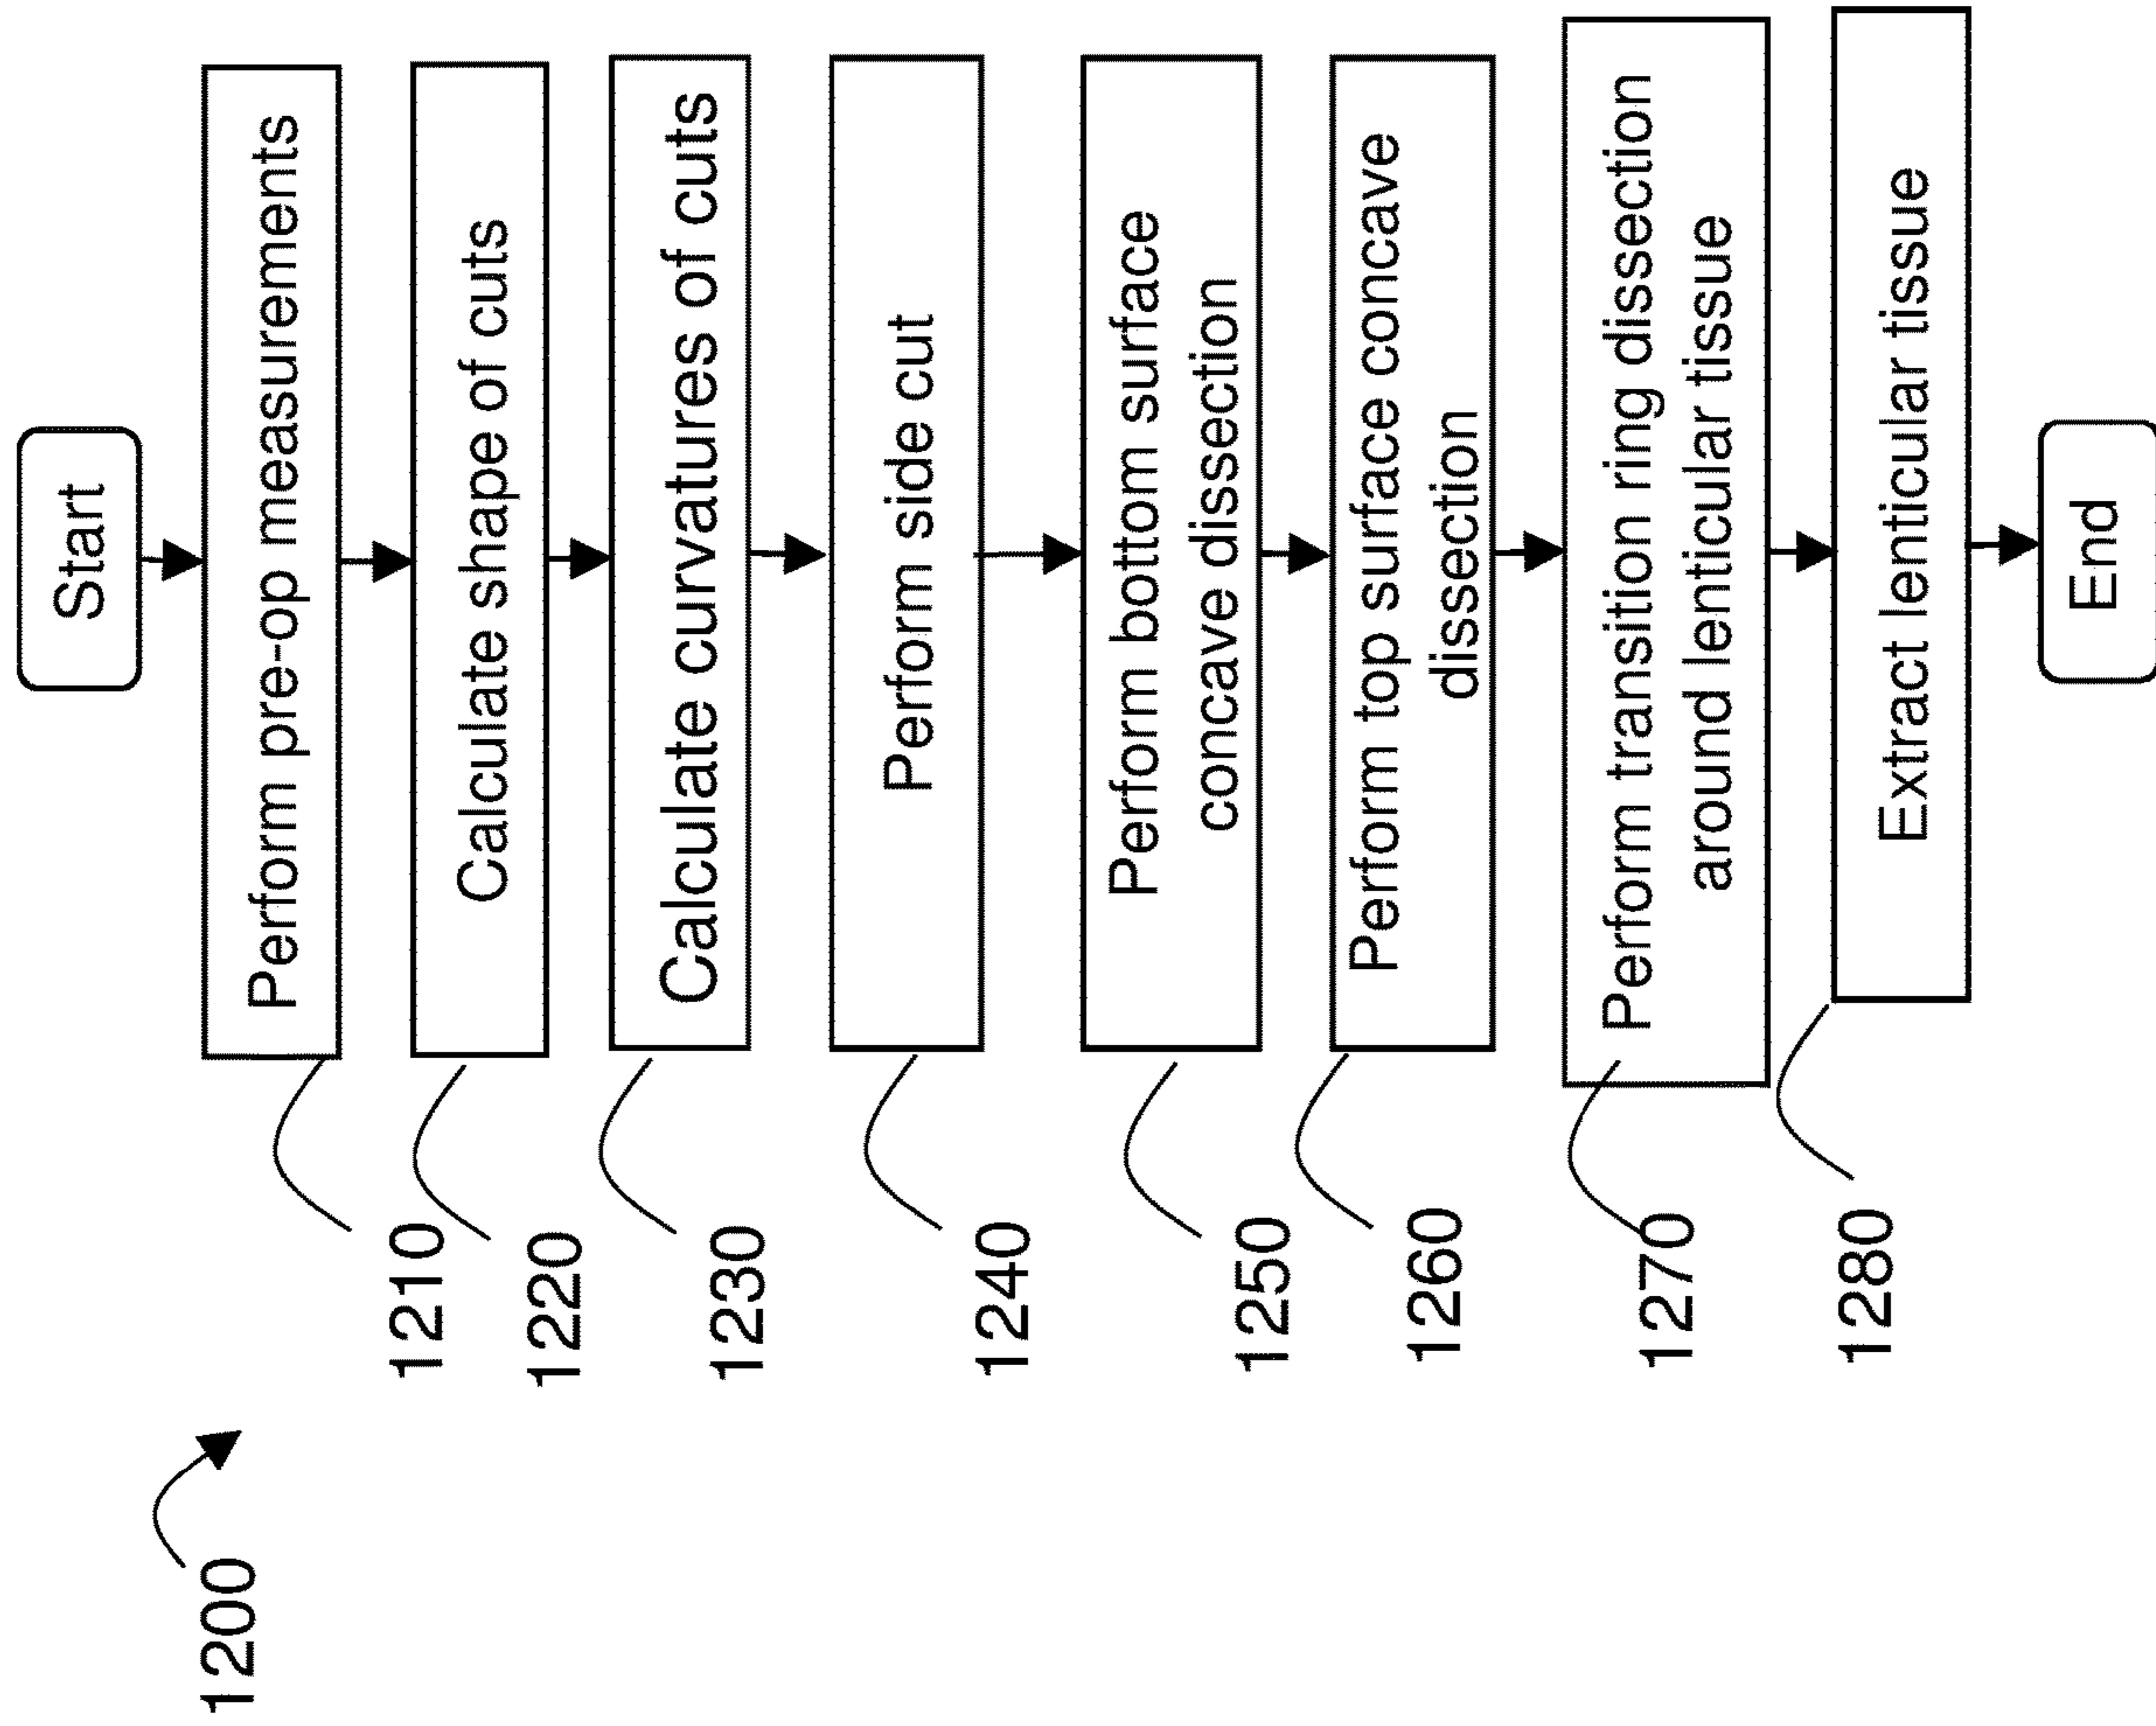 1200
Start
1210
Perform pre-op measurements
1220
Calculate shape of cuts
1230
Calculate curvatures of cuts
1240
Perform side cut
1250
Perform bottom surface
concave dissection
1260
Perform top surface concave
dissection
1270
Perform transition ring dissection
around lenticular tissue
1280
Extract lenticular tissue
End